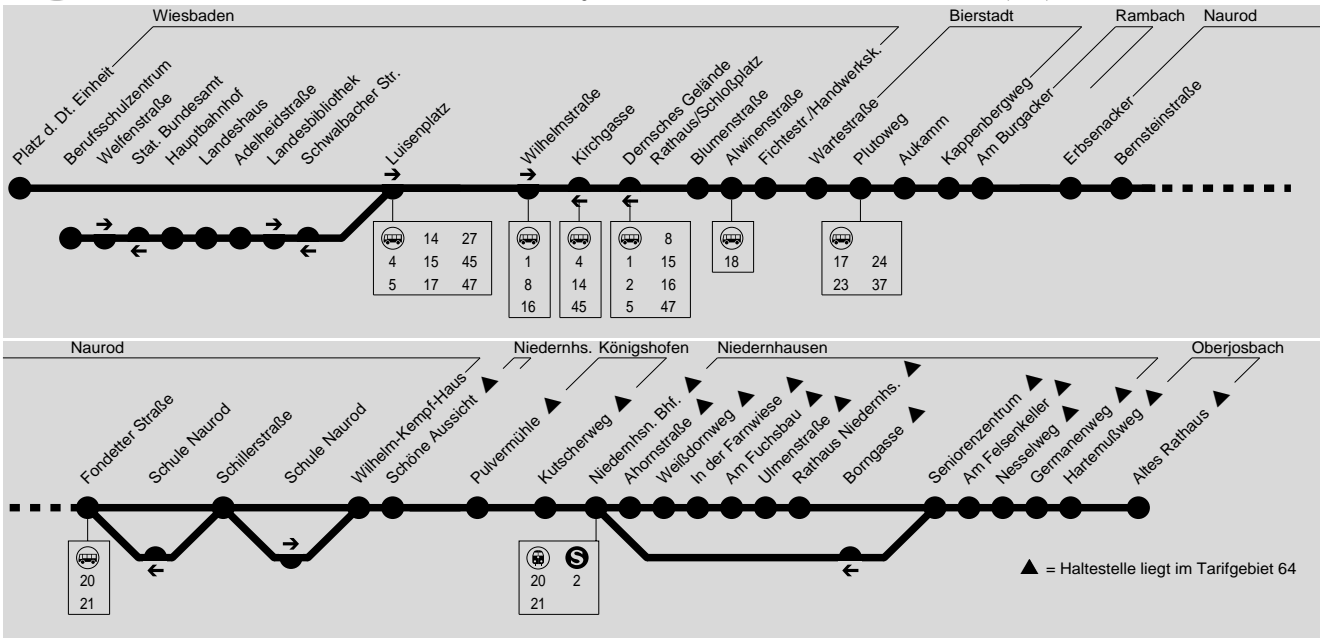 Wiesbaden
Bierstadt
Rambach
Naurod
Platz d. Dt. Einheit
Berufsschulzentrum
Welfenstraße
Stat. Bundesamt
Hauptbahnhof
Landeshaus
Adelheidstraße
Landesbibliothek
Schwalbacher Str.
Luisenplatz
Wilhelmstraße
Kirchgasse
Dernsches Gelände
Rathaus/Schloßplatz
Blumenstraße
Alwinenstraße
Fichtestr./Handwerksk.
Wartestraße
Plutoweg
Aukamm
Kappenbergweg
Am Burgacker
Erbsenacker
Bernsteinstraße
14 27
4 15 45
5 17 47
1
8
16
4
14
45
8
1 15
2 16
5 47
18
17 24
23 37
Naurod
Niedernhs.
Königshofen
Niedernhausen
Oberjosbach
Fondetter Straße
Schule Naurod
Schillerstraße
Schule Naurod
Wilhelm-Kempf-Haus
Schöne Aussicht ▲
Pulvermühle ▲
Kutscherweg ▲
Niedernhsn. Bhf. ▲
Ahornstraße ▲
Weißdornweg ▲
In der Farnwiese ▲
Am Fuchsbau ▲
Ulmenstraße ▲
Rathaus Niedernhs. ▲
Borngasse ▲
Seniorenzentrum ▲
Am Felsenkeller ▲
Nesselweg ▲
Germanenweg ▲
Hartemußweg ▲
Altes Rathaus ▲
20
21
S
20 2
21
▲ = Haltestelle liegt im Tarifgebiet 64